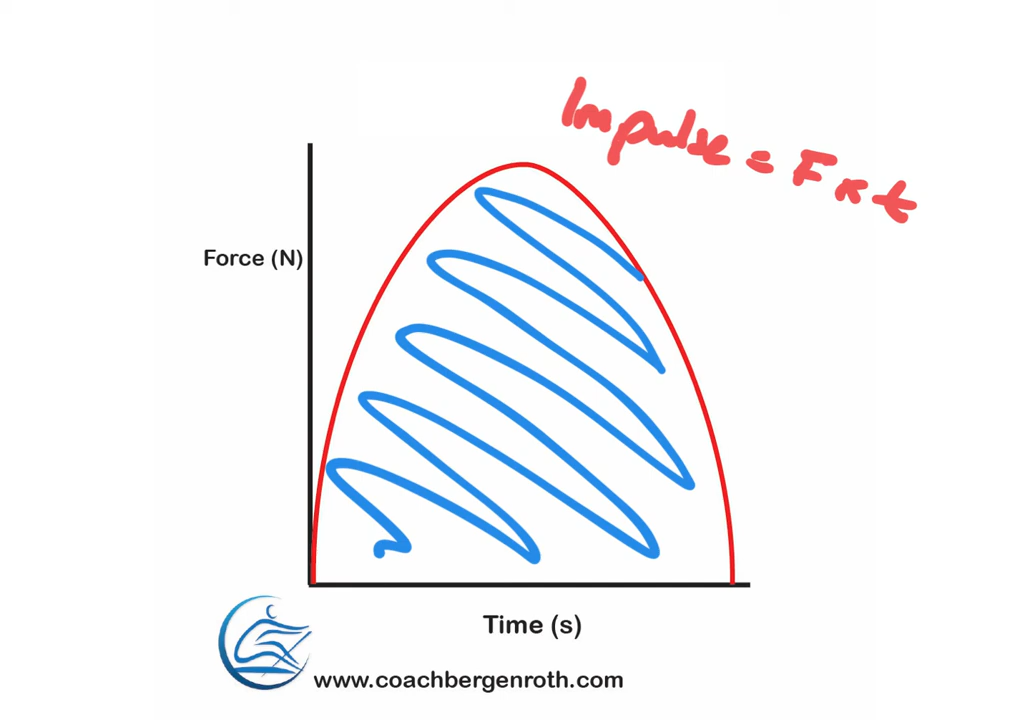 Impulse = F x t
Force (N)
Time (s)
www.coachbergenroth.com